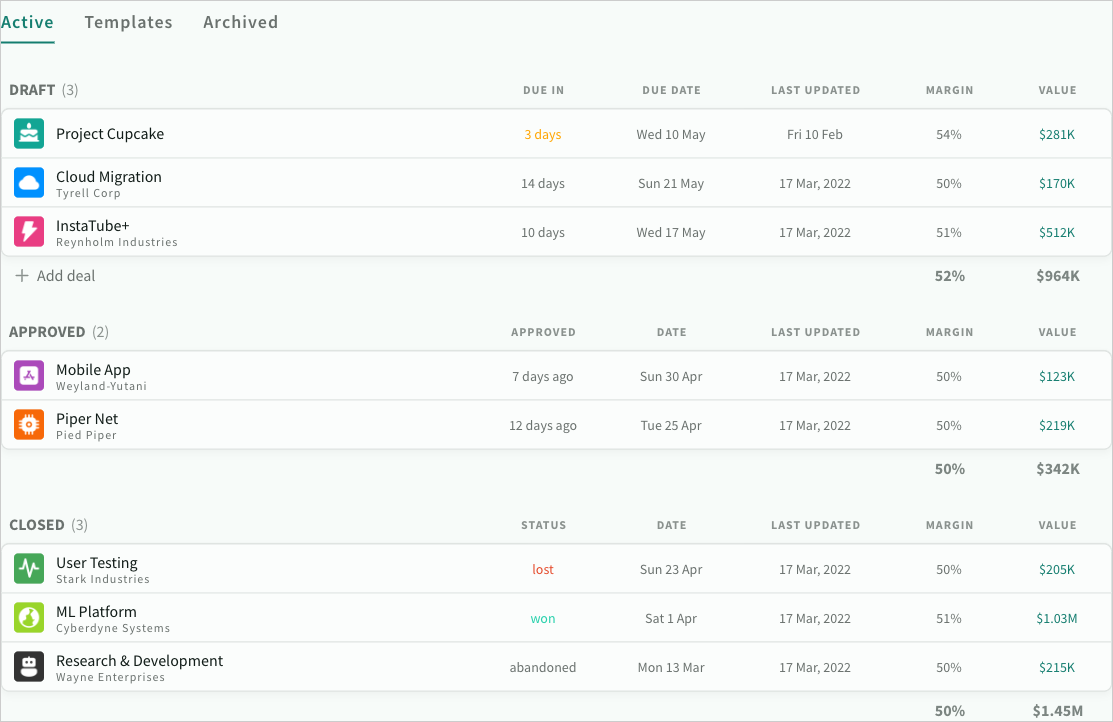 Active Templates Archived
DRAFT (3) DUE IN DUE DATE LAST UPDATED MARGIN VALUE
Project Cupcake 3 days Wed 10 May Fri 10 Feb 54% $281K
Cloud Migration
Tyrell Corp 14 days Sun 21 May 17 Mar, 2022 50% $170K
InstaTube+
Reynholm Industries 10 days Wed 17 May 17 Mar, 2022 51% $512K
Add deal 52% $964K
APPROVED (2) APPROVED DATE LAST UPDATED MARGIN VALUE
Mobile App
Weyland-Yutani 7 days ago Sun 30 Apr 17 Mar, 2022 50% $123K
Piper Net
Pied Piper 12 days ago Tue 25 Apr 17 Mar, 2022 50% $219K
50% $342K
CLOSED (3) STATUS DATE LAST UPDATED MARGIN VALUE
User Testing
Stark Industries lost Sun 23 Apr 17 Mar, 2022 50% $205K
ML Platform
Cyberdyne Systems won Sat 1 Apr 17 Mar, 2022 51% $1.03M
Research & Development
Wayne Enterprises abandoned Mon 13 Mar 17 Mar, 2022 50% $215K
50% $1.45M